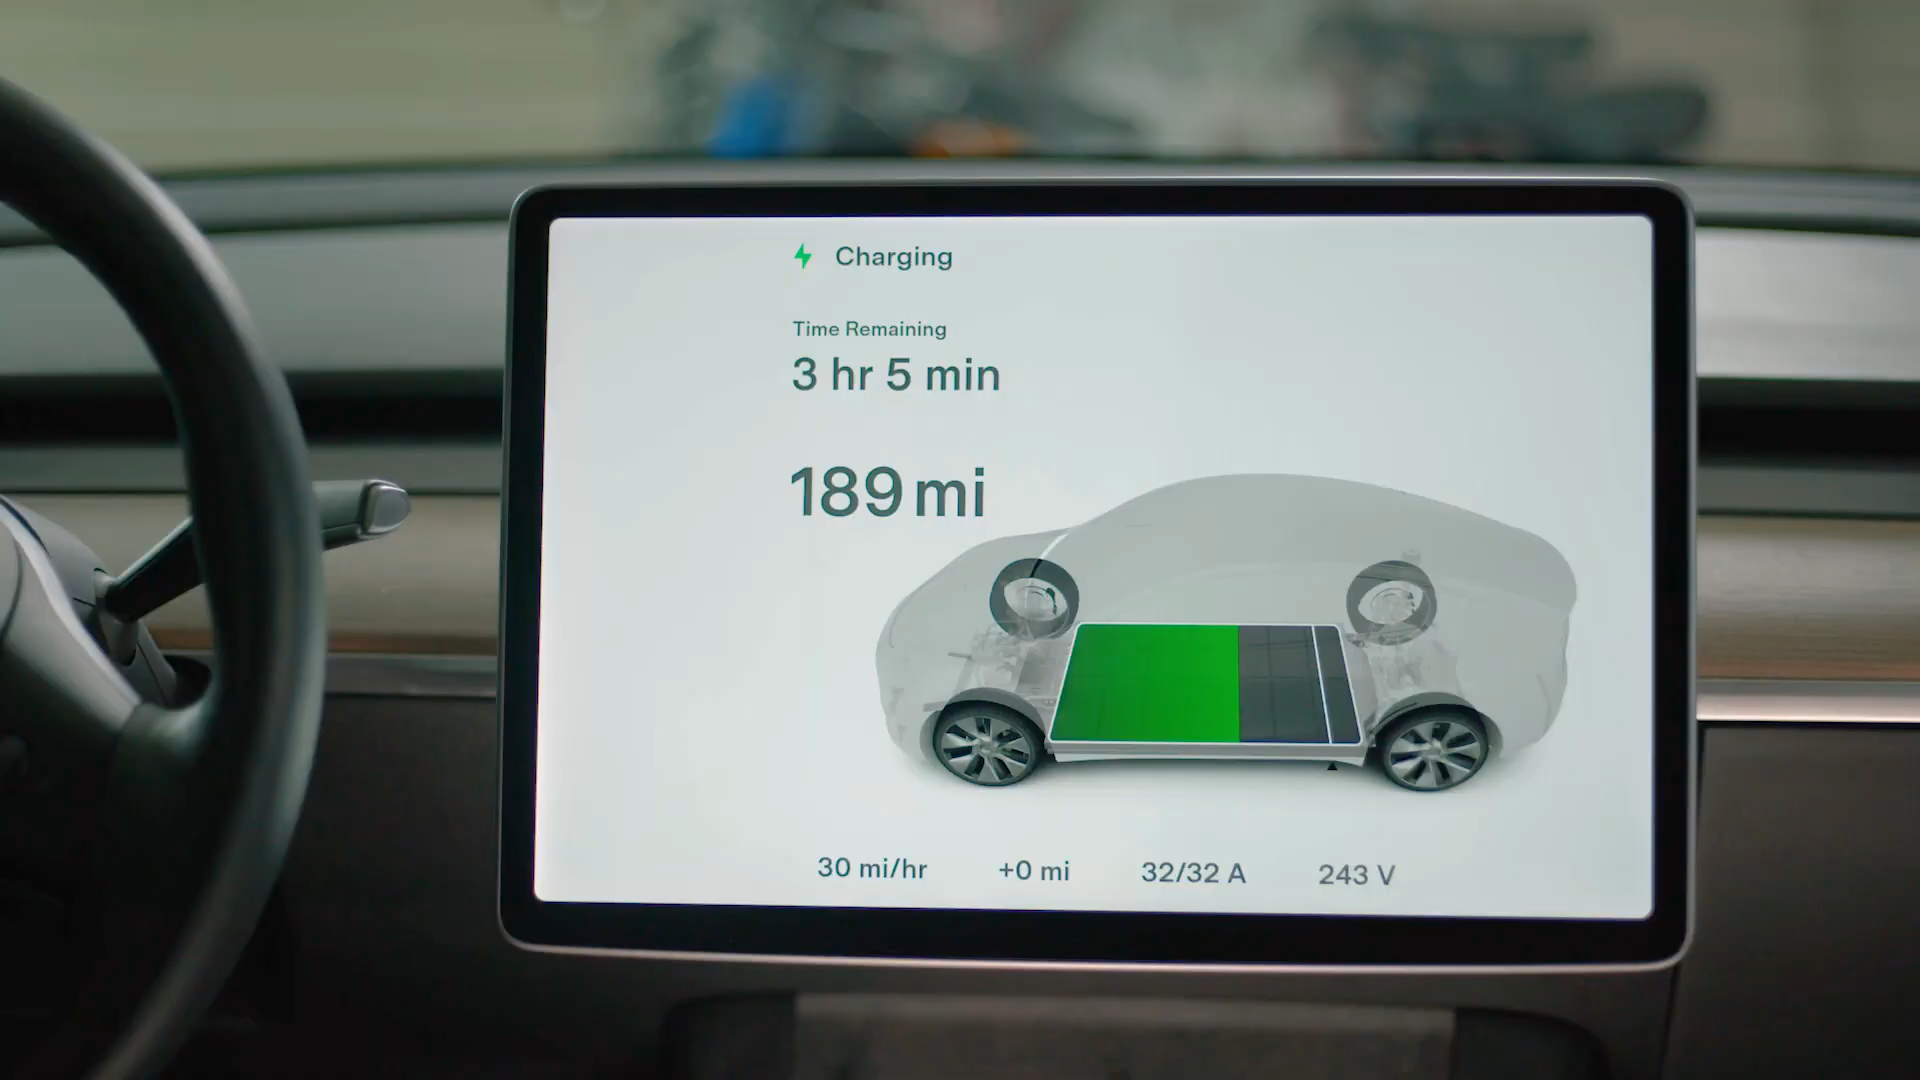 Charging
Time Remaining
3 hr 5 min
189 mi
30 mi/hr
+0 mi
32/32 A
243 V